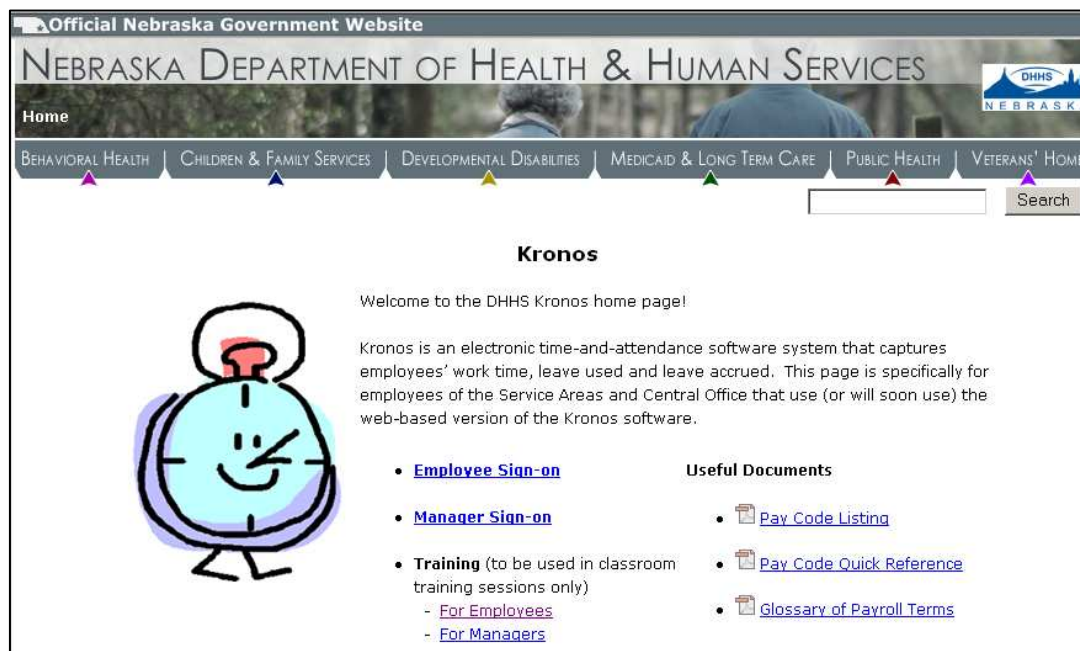 Official Nebraska Government Website
NEBRASKA DEPARTMENT OF HEALTH & HUMAN SERVICES
DHHS
NEBRASK
Home
BEHAVIORAL HEALTH | CHILDREN & FAMILY SERVICES | DEVELOPMENTAL DISABILITIES | MEDICAID & LONG TERM CARE | PUBLIC HEALTH | VETERANS' HOME
Search
Kronos
Welcome to the DHHS Kronos home page!
Kronos is an electronic time-and-attendance software system that captures
employees' work time, leave used and leave accrued. This page is specifically for
employees of the Service Areas and Central Office that use (or will soon use) the
web-based version of the Kronos software.
• Employee Sign-on
• Manager Sign-on
• Training (to be used in classroom
training sessions only)
- For Employees
- For Managers
Useful Documents
• Pay Code Listing
• Pay Code Quick Reference
• Glossary of Payroll Terms